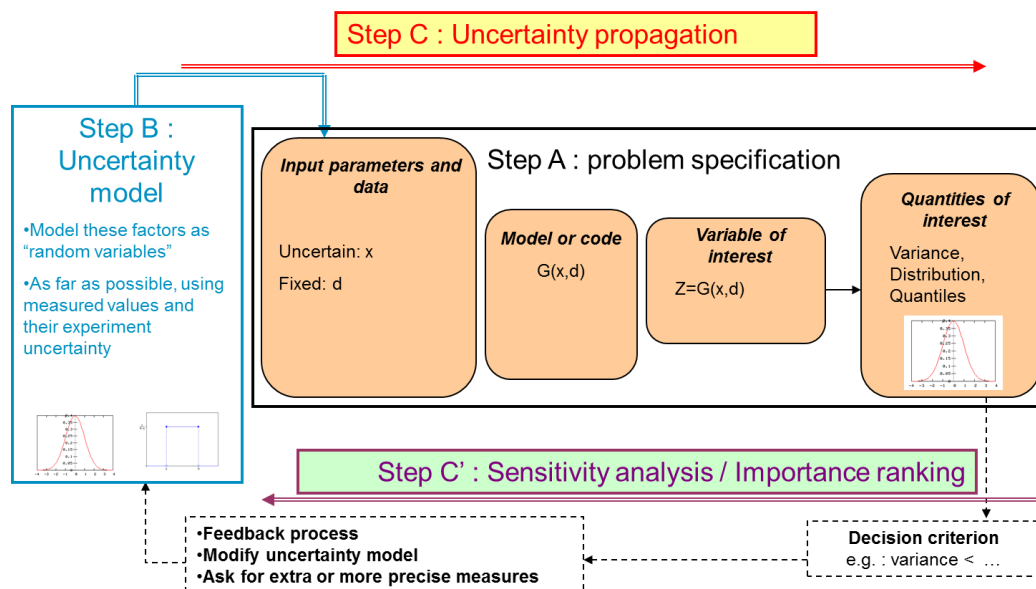 Step C : Uncertainty propagation
Step B :
Uncertainty
model
•Model these factors as
“random variables”
•As far as possible, using
measured values and
their experiment
uncertainty
Step A : problem specification
Input parameters and
data
Uncertain: x
Fixed: d
Model or code
G(x,d)
Variable of
interest
Z=G(x,d)
Quantities of
interest
Variance,
Distribution,
Quantiles
Step C’ : Sensitivity analysis / Importance ranking
•Feedback process
•Modify uncertainty model
•Ask for extra or more precise measures
Decision criterion
e.g. : variance < …